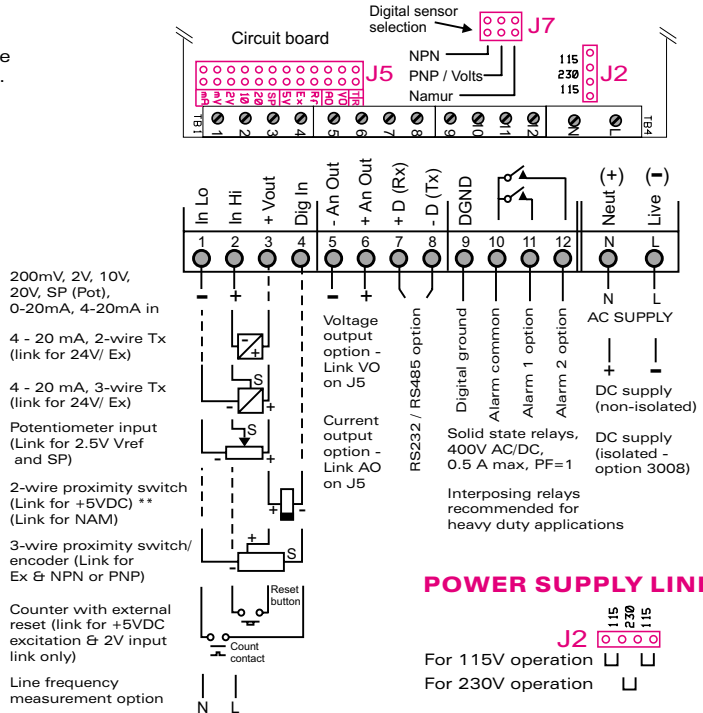 e
.
Circuit board
Digital sensor
selection
J7
NPN
PNP / Volts
Namur
J5
mA mV 2V 10 20 SP 5V Ex Rf AO VO TR
115
230
115
J2
TB1 1 2 3 4 5 6 7 8 9 10 11 12 N L TB4
In Lo
In Hi
+ Vout
Dig In
- An Out
+ An Out
+ D (Rx)
- D (Tx)
DGND
Neut (+)
Live (-)
1 2 3 4 5 6 7 8 9 10 11 12 N L
200mV, 2V, 10V,
20V, SP (Pot),
0-20mA, 4-20mA in
- +
4 - 20 mA, 2-wire Tx
(link for 24V/ Ex)
- +
4 - 20 mA, 3-wire Tx
(link for 24V/ Ex)
S
- +
Potentiometer input
(Link for 2.5V Vref
and SP)
S
- +
2-wire proximity switch
(Link for +5VDC) **
(Link for NAM)
+ -
3-wire proximity switch/
encoder (Link for
Ex & NPN or PNP)
+
- S
Counter with external
reset (link for +5VDC
excitation & 2V input
link only)
Reset
button
Count
contact
Line frequency
measurement option
N L
- +
Voltage
output
option -
Link VO
on J5
Current
output
option -
Link AO
on J5
RS232 / RS485 option
Digital ground
Alarm common
Alarm 1 option
Alarm 2 option
Solid state relays,
400V AC/DC,
0.5 A max, PF=1
Interposing relays
recommended for
heavy duty applications
N L
AC SUPPLY
+ -
DC supply
(non-isolated)
DC supply
(isolated -
option 3008)
POWER SUPPLY LIN
115
230
115
J2
For 115V operation
For 230V operation